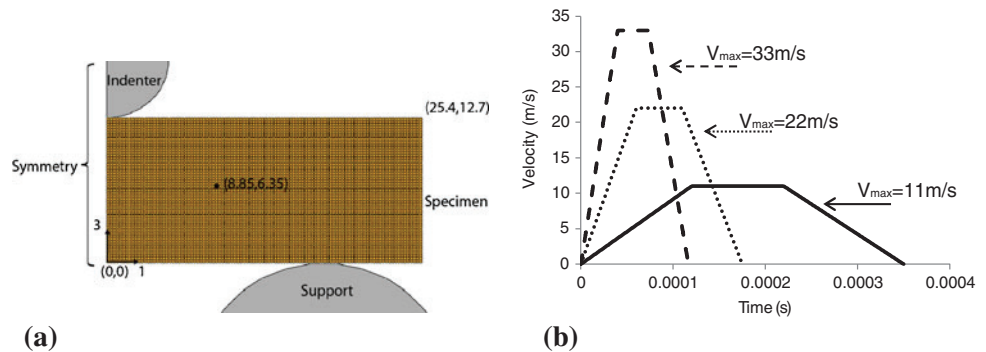 Indenter
(25.4,12.7)
Symmetry
(8.85,6.35)
Specimen
3
(0,0)
1
Support
(a)
35
30
25
20
15
10
5
0
Velocity (m/s)
Vmax=33m/s
Vmax=22m/s
Vmax=11m/s
0
0.0001
0.0002
0.0003
0.0004
Time (s)
(b)